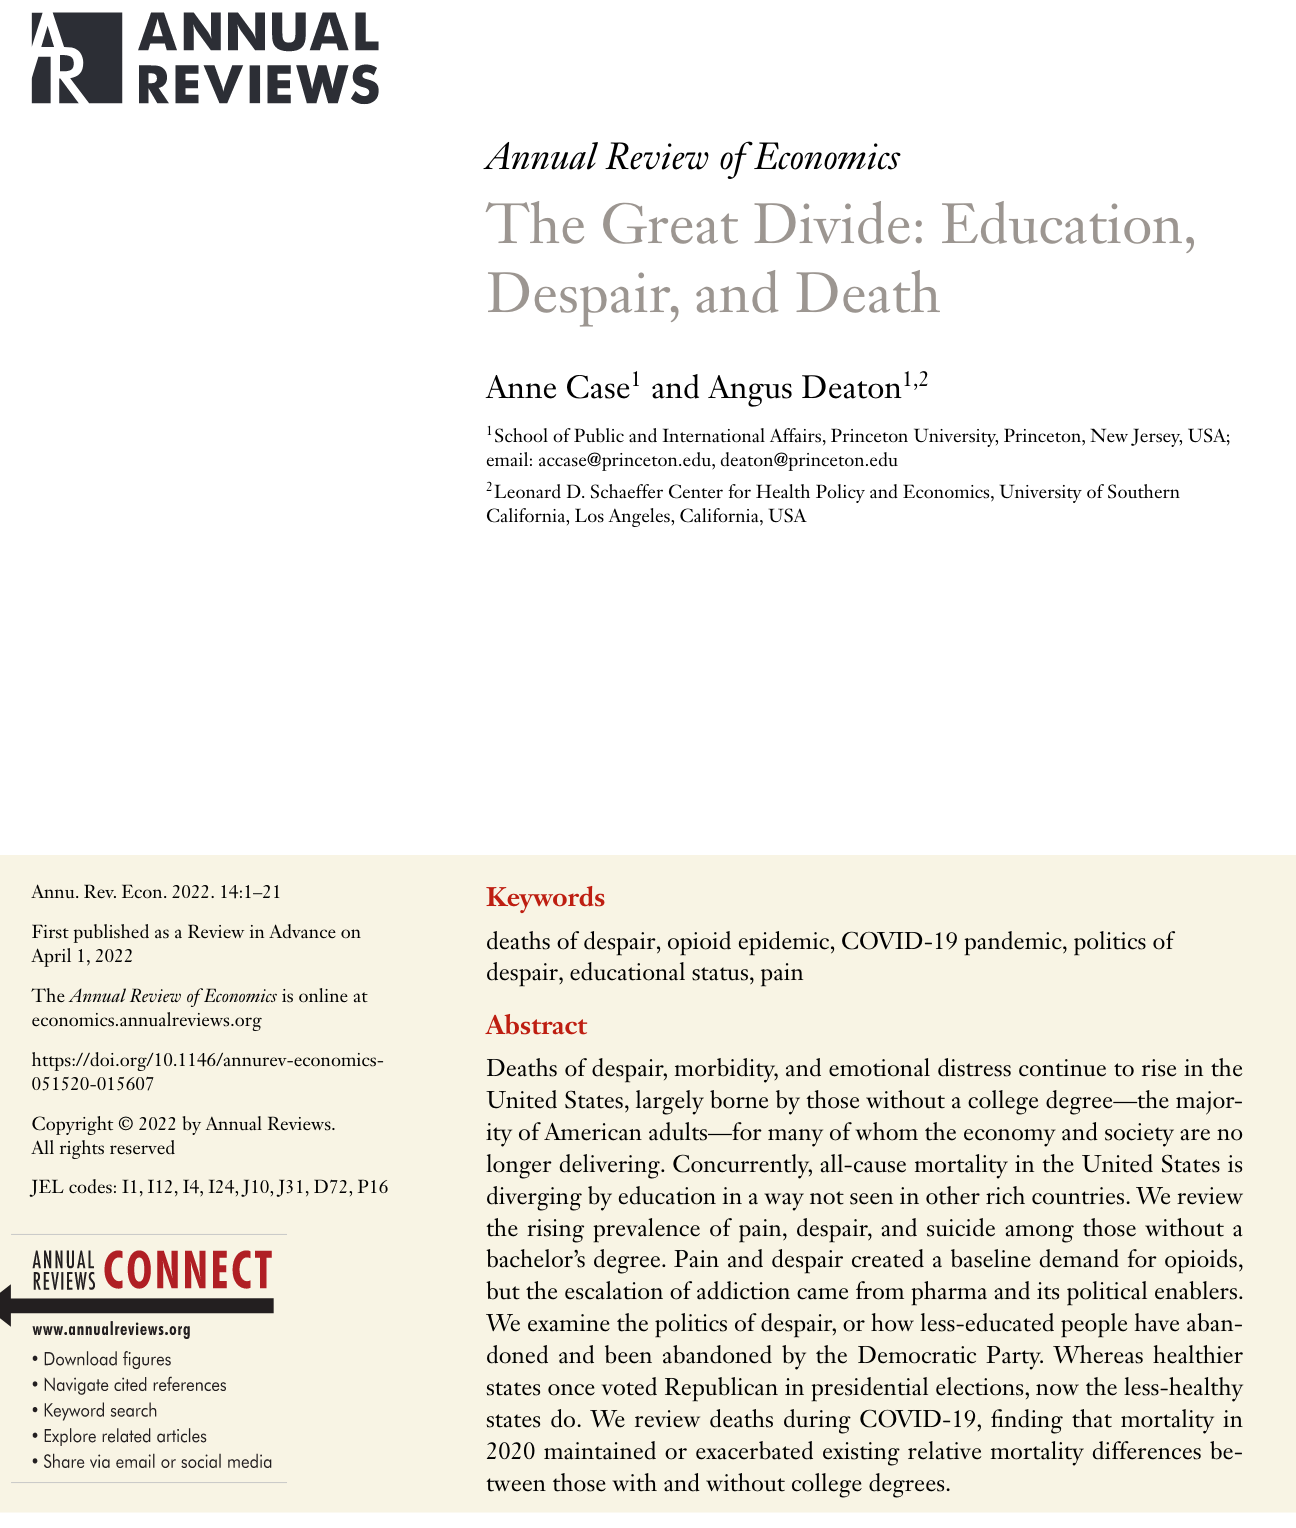 AR ANNUAL
REVIEWS
Annual Review of Economics
The Great Divide: Education,
Despair, and Death
Anne Case1 and Angus Deaton1,2
1School of Public and International Affairs, Princeton University, Princeton, New Jersey, USA;
email: accase@princeton.edu, deaton@princeton.edu
2Leonard D. Schaeffer Center for Health Policy and Economics, University of Southern
California, Los Angeles, California, USA
Annu. Rev. Econ. 2022. 14:1–21
First published as a Review in Advance on
April 1, 2022
The Annual Review of Economics is online at
economics.annualreviews.org
https://doi.org/10.1146/annurev-economics-
051520-015607
Copyright © 2022 by Annual Reviews.
All rights reserved
JEL codes: I1, I12, I4, I24, J10, J31, D72, P16
ANNUAL
REVIEWS CONNECT
www.annualreviews.org
• Download figures
• Navigate cited references
• Keyword search
• Explore related articles
• Share via email or social media
Keywords
deaths of despair, opioid epidemic, COVID-19 pandemic, politics of
despair, educational status, pain
Abstract
Deaths of despair, morbidity, and emotional distress continue to rise in the
United States, largely borne by those without a college degree—the major-
ity of American adults—for many of whom the economy and society are no
longer delivering. Concurrently, all-cause mortality in the United States is
diverging by education in a way not seen in other rich countries. We review
the rising prevalence of pain, despair, and suicide among those without a
bachelor's degree. Pain and despair created a baseline demand for opioids,
but the escalation of addiction came from pharma and its political enablers.
We examine the politics of despair, or how less-educated people have aban-
doned and been abandoned by the Democratic Party. Whereas healthier
states once voted Republican in presidential elections, now the less-healthy
states do. We review deaths during COVID-19, finding that mortality in
2020 maintained or exacerbated existing relative mortality differences be-
tween those with and without college degrees.